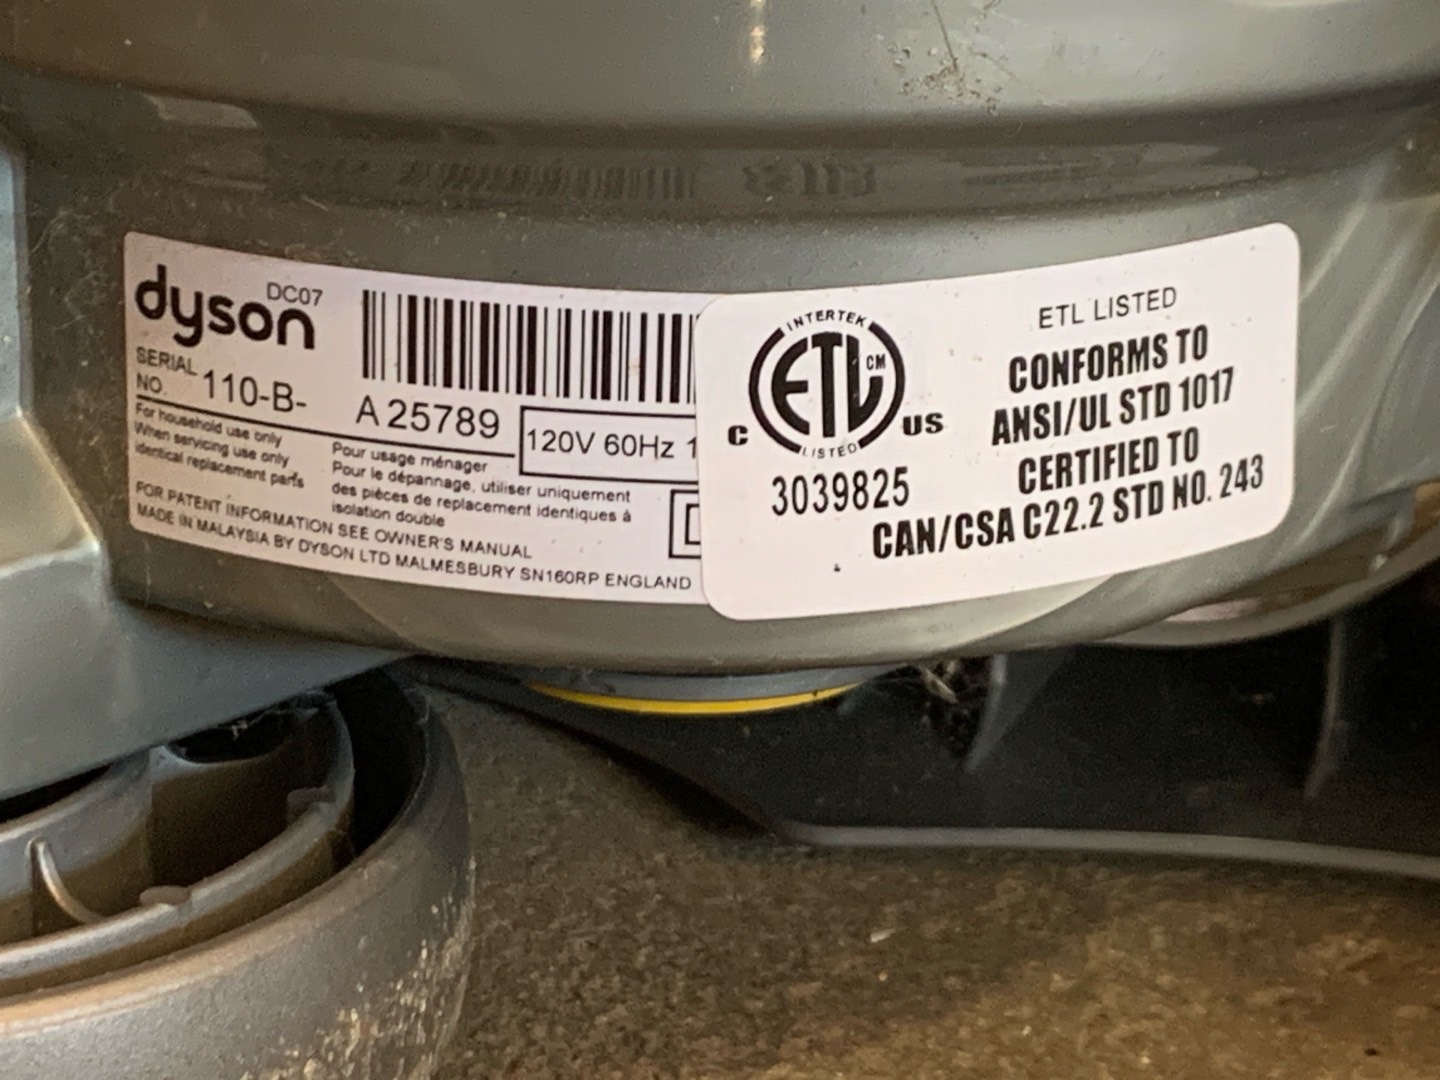 dyson DC07
SERIAL
NO. 110-B- A25789
120V 60Hz 1
For household use only
When servicing use only
identical replacement parts
Pour usage ménager
Pour le dépannage, utiliser uniquement
des pièces de replacement identiques à
isolation double
FOR PATENT INFORMATION SEE OWNER'S MANUAL
MADE IN MALAYSIA BY DYSON LTD MALMESBURY SN160RP ENGLAND
INTERTEK
ETL CM
LISTED
C US
3039825
ETL LISTED
CONFORMS TO
ANSI/UL STD 1017
CERTIFIED TO
CAN/CSA C22.2 STD NO. 243